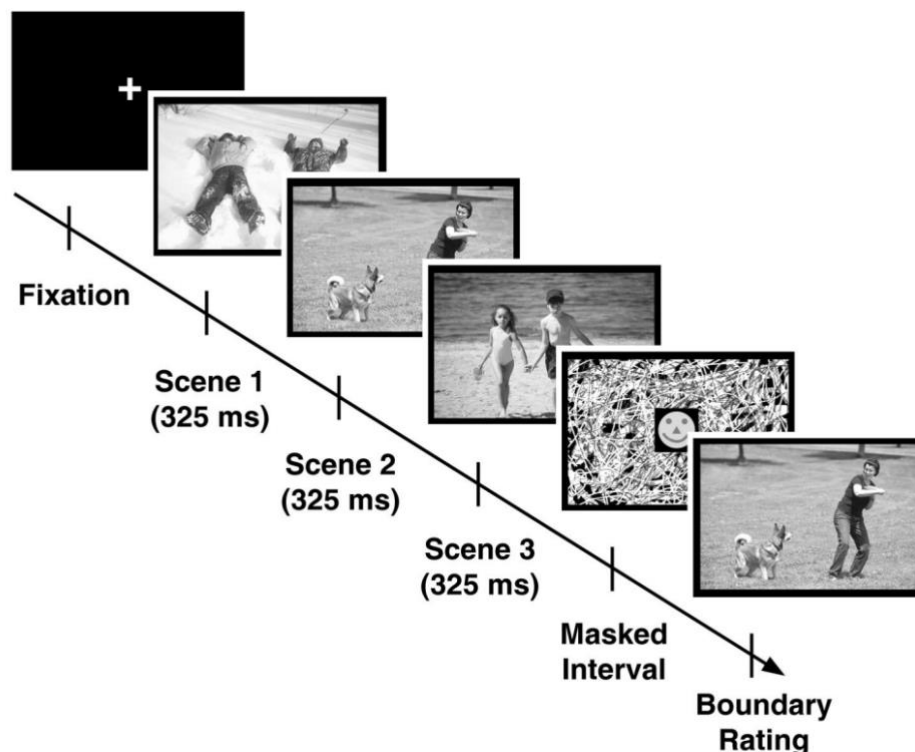 Fixation
Scene 1
(325 ms)
Scene 2
(325 ms)
Scene 3
(325 ms)
Masked
Interval
Boundary
Rating